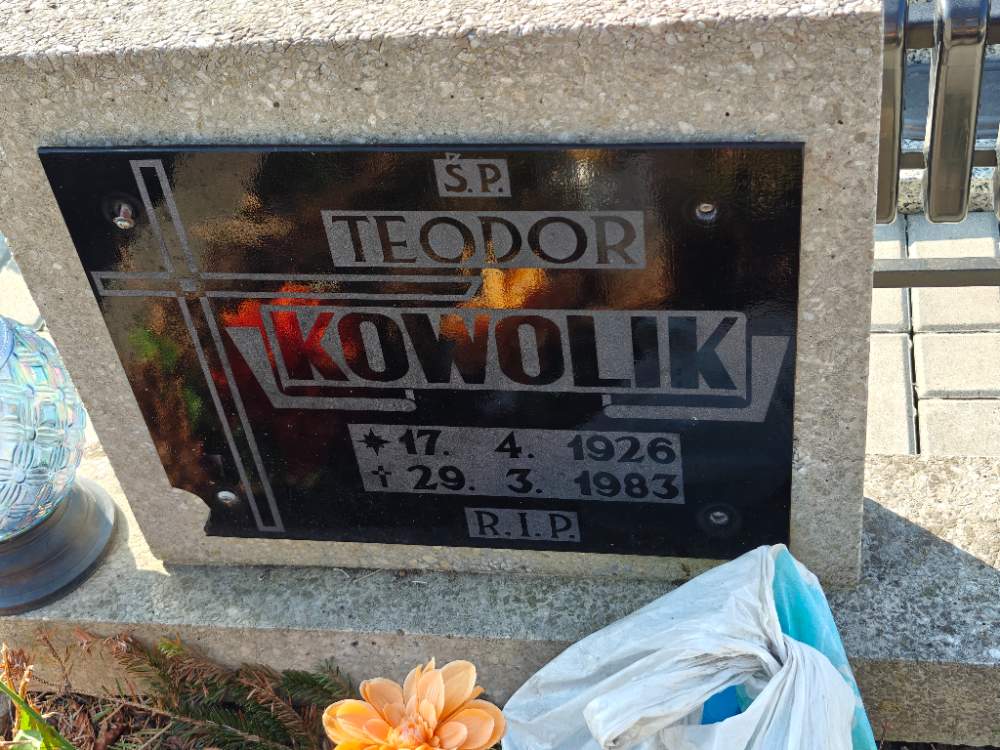 Ś.P.
TEODOR
KOWOLIK
* 17. 4. 1926
† 29. 3. 1983
R.I.P.